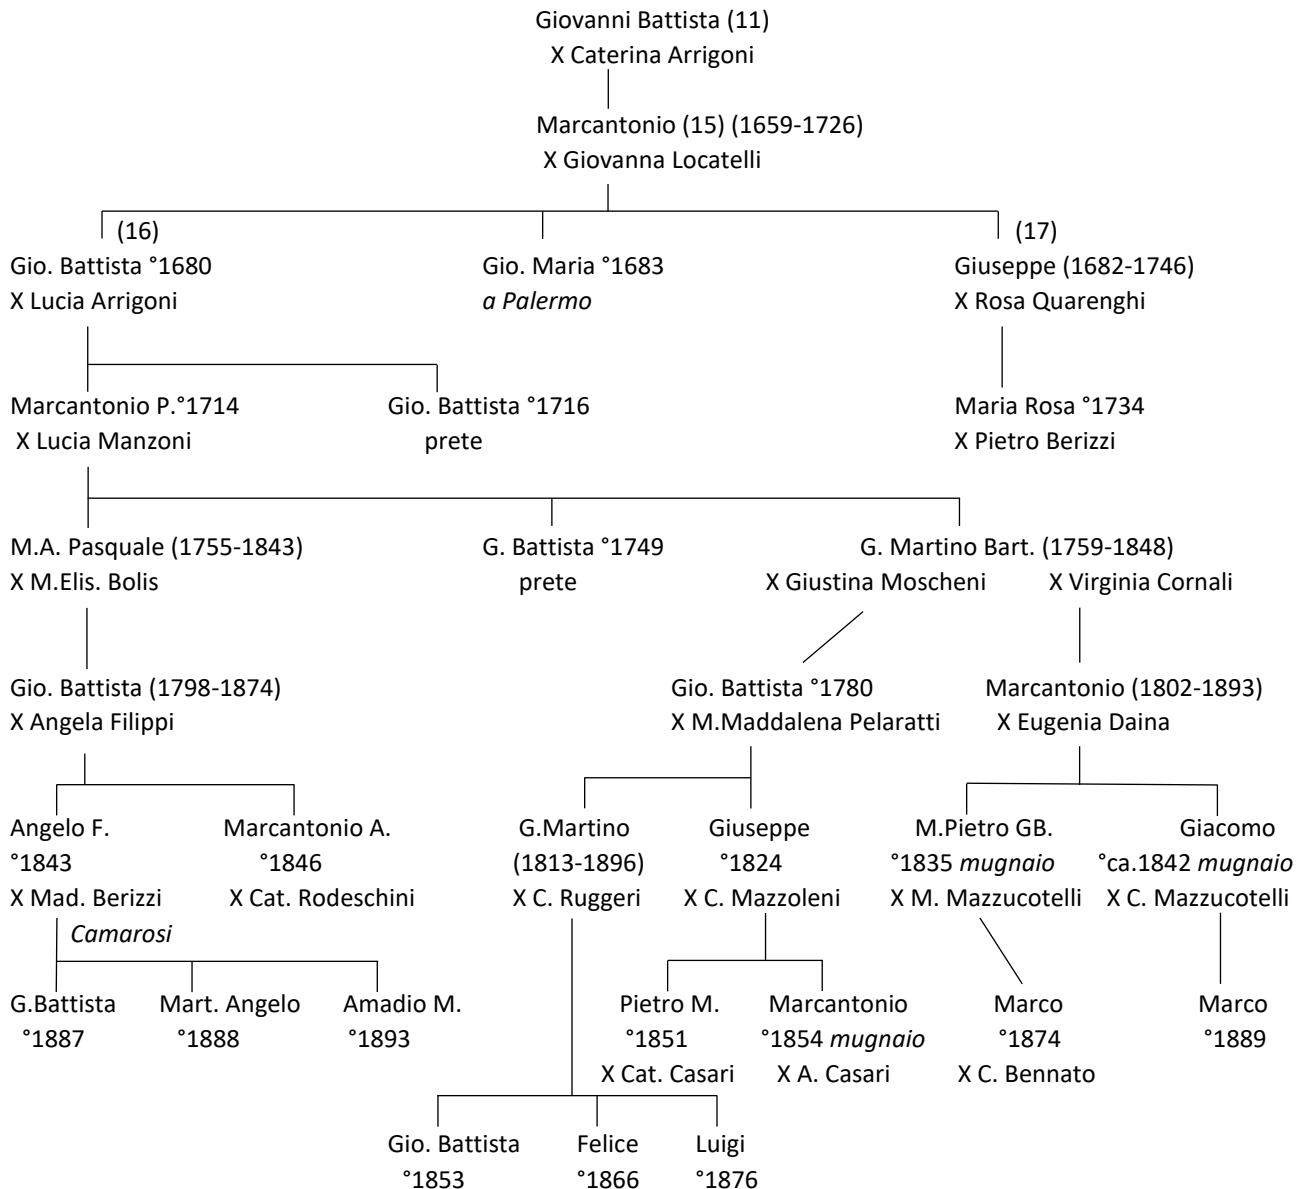 Giovanni Battista (11)
X Caterina Arrigoni
Marcantonio (15) (1659-1726)
X Giovanna Locatelli
(16) (17)
Gio. Battista °1680 Gio. Maria °1683 Giuseppe (1682-1746)
X Lucia Arrigoni a Palermo X Rosa Quarenghi
Marcantonio P.°1714 Gio. Battista °1716 Maria Rosa °1734
X Lucia Manzoni prete X Pietro Berizzi
M.A. Pasquale (1755-1843) G. Battista °1749 G. Martino Bart. (1759-1848)
X M.Elis. Bolis prete X Giustina Moscheni X Virginia Cornali
Gio. Battista (1798-1874) Gio. Battista °1780 Marcantonio (1802-1893)
X Angela Filippi X M.Maddalena Pelaratti X Eugenia Daina
Angelo F. Marcantonio A. G.Martino Giuseppe M.Pietro GB. Giacomo
°1843 °1846 (1813-1896) °1824 °1835 mugnaio °ca.1842 mugnaio
X Mad. Berizzi X Cat. Rodeschini X C. Ruggeri X C. Mazzoleni X M. Mazzucotelli X C. Mazzucotelli
Camarosi
G.Battista Mart. Angelo Amadio M. Pietro M. Marcantonio Marco Marco
°1887 °1888 °1893 °1851 °1854 mugnaio °1874 °1889
X Cat. Casari X A. Casari X C. Bennato
Gio. Battista Felice Luigi
°1853 °1866 °1876